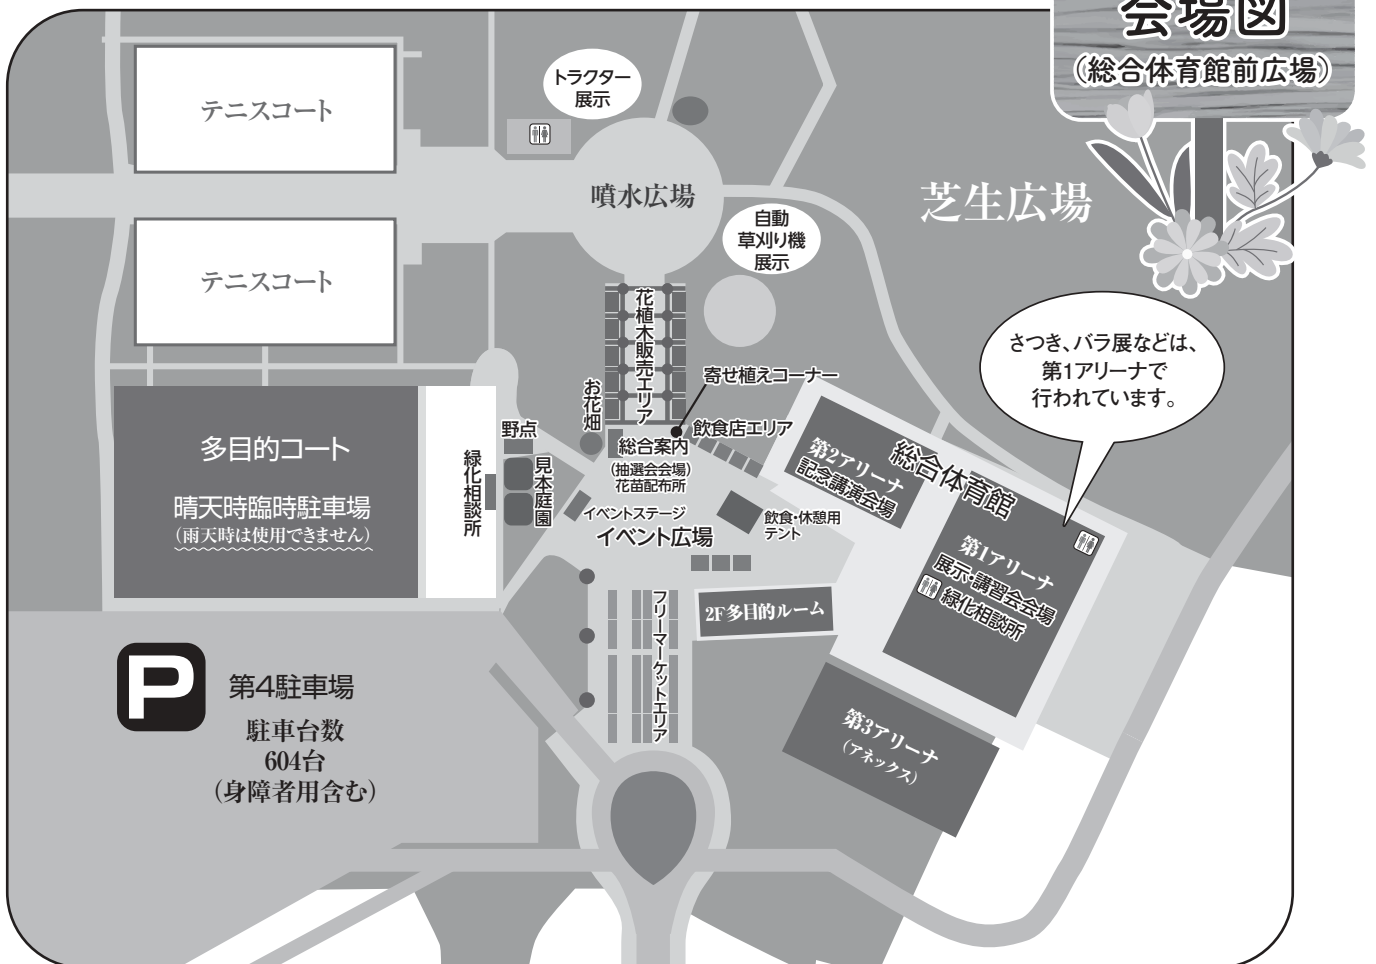 会場図
（総合体育館前広場）
トラクター
展示
テニスコート
噴水広場
芝生広場
自動
草刈り機
展示
テニスコート
花植木販売エリア
さつき、バラ展などは、
第1アリーナで
行われています。
寄せ植えコーナー
お花畑
飲食店エリア
野点
総合案内
（抽選会会場）
花苗配布所
多目的コート
晴天時臨時駐車場
（雨天時は使用できません）
緑化相談所
見本庭園
イベントステージ
イベント広場
飲食・休憩用
テント
第2アリーナ
記念講演会場
総合体育館
第1アリーナ
展示・講習会会場
緑化相談所
2F多目的ルーム
フリーマーケットエリア
P
第4駐車場
駐車台数
604台
（身障者用含む）
第3アリーナ
（アネックス）